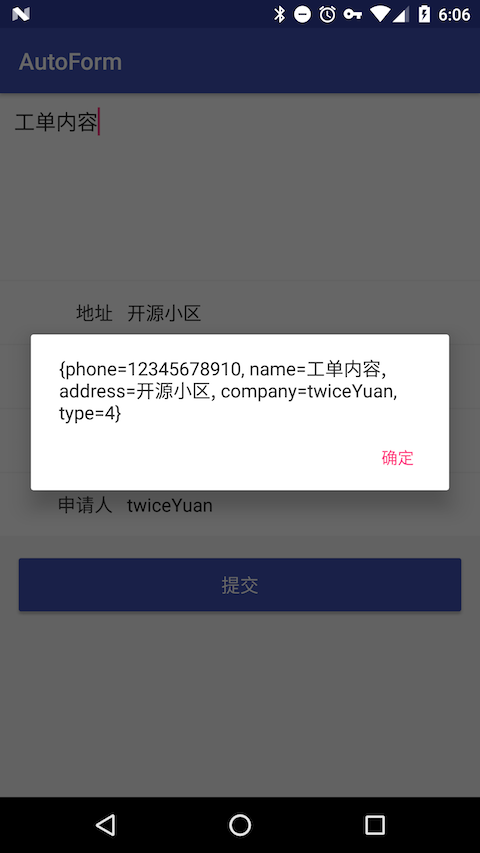 6:06
AutoForm
工单内容
地址 开源小区
{phone=12345678910, name=工单内容,
address=开源小区, company=twiceYuan,
type=4}
确定
申请人 twiceYuan
提交